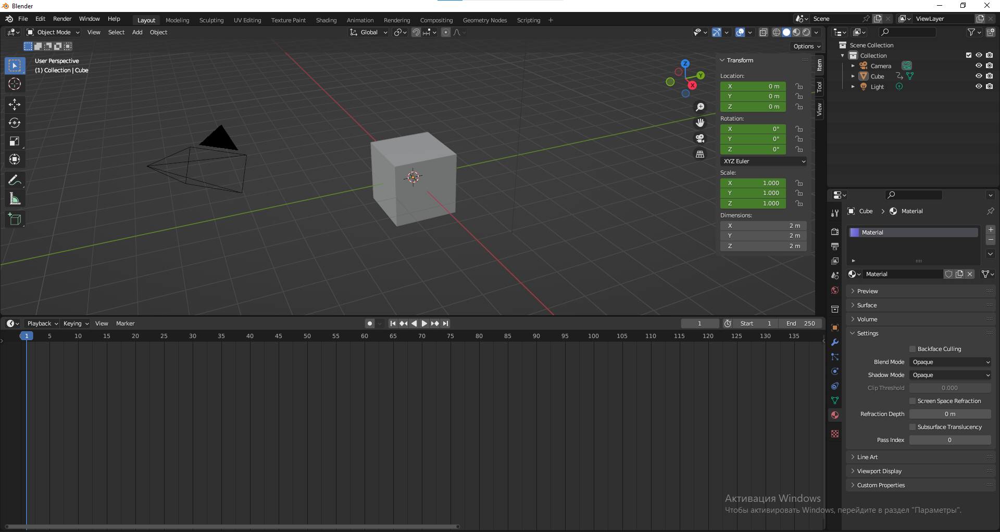 Blender
File Edit Render Window Help Layout Modeling Sculpting UV Editing Texture Paint Shading Animation Rendering Compositing Geometry Nodes Scripting + Scene ViewLayer
Object Mode View Select Add Object Global
Options
User Perspective
(1) Collection | Cube
Z
Y
X
Transform
Location:
X 0 m
Y 0 m
Z 0 m
Rotation:
X 0°
Y 0°
Z 0°
XYZ Euler
Scale:
X 1.000
Y 1.000
Z 1.000
Dimensions:
X 2 m
Y 2 m
Z 2 m
Item
Tool
View
Scene Collection
Collection
Camera
Cube
Light
Cube > Material
Material
Material
Preview
Surface
Volume
Settings
Backface Culling
Blend Mode Opaque
Shadow Mode Opaque
Clip Threshold 0.000
Screen Space Refraction
Refraction Depth 0 m
Subsurface Translucency
Pass Index 0
Line Art
Viewport Display
Custom Properties
Playback Keying View Marker 1 Start 1 End 250
1 5 10 15 20 25 30 35 40 45 50 55 60 65 70 75 80 85 90 95 100 105 110 115 120 125 130 135
Активация Windows
Чтобы активировать Windows, перейдите в раздел "Параметры".